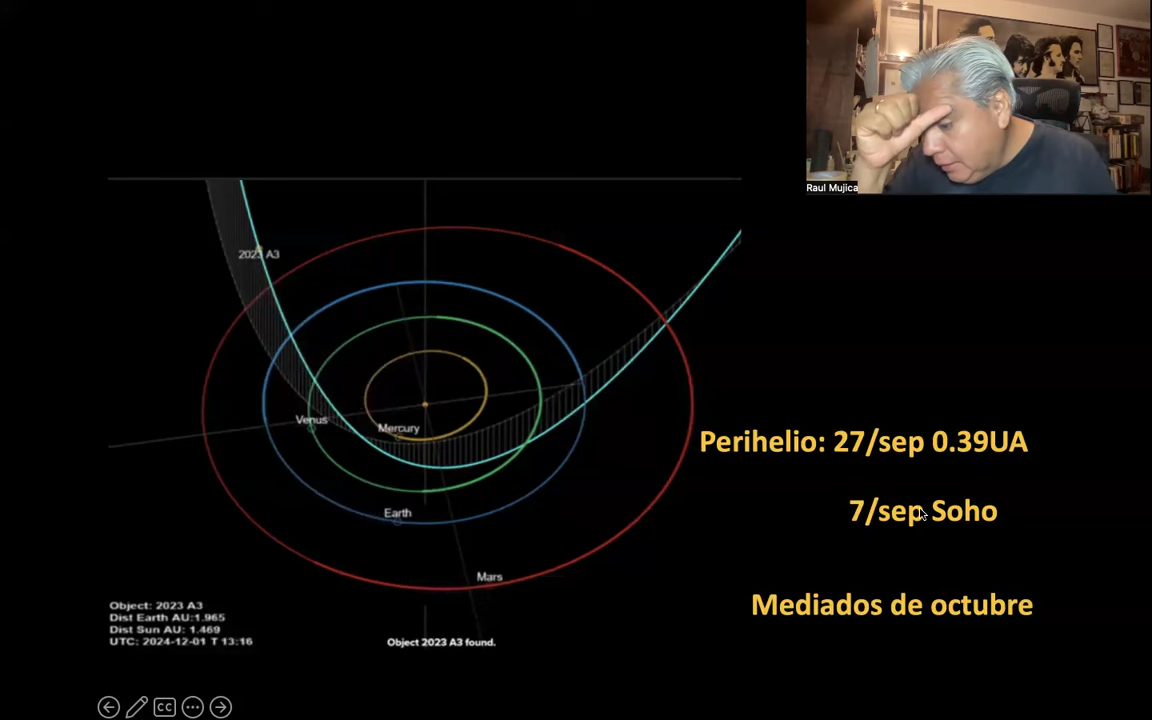 Raul Mujica
2023 A3
Venus
Mercury
Earth
Mars
Perihelio: 27/sep 0.39UA
7/sep Soho
Mediados de octubre
Object: 2023 A3
Dist Earth AU:1.965
Dist Sun AU: 1.469
UTC: 2024-12-01 T 13:16
Object 2023 A3 found.
CC